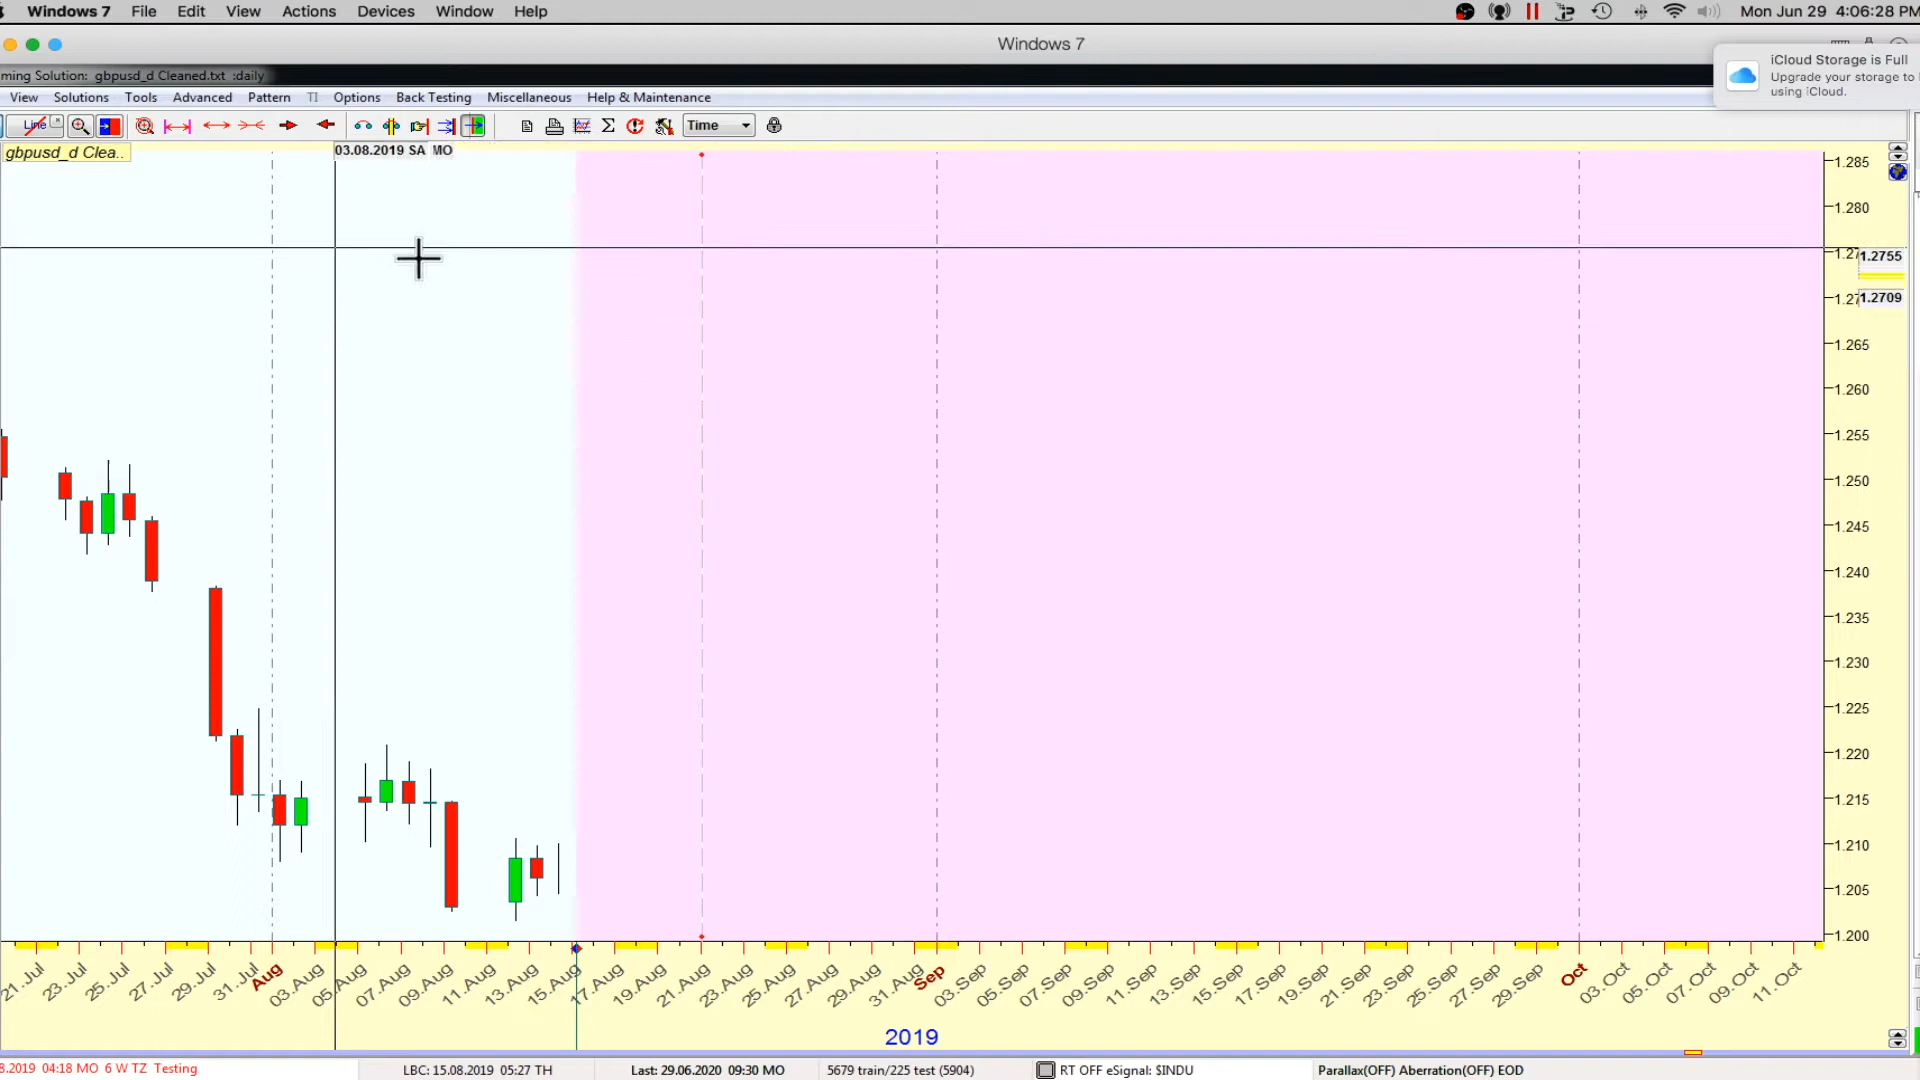 Windows 7 File Edit View Actions Devices Window Help Mon Jun 29 4:06:28 PM
Windows 7
iCloud Storage is Full
Upgrade your storage to
using iCloud.
ming Solution: gbpusd_d Cleaned.txt :daily
View Solutions Tools Advanced Pattern TI Options Back Testing Miscellaneous Help & Maintenance
Line Time
gbpusd_d Clea.. 03.08.2019 SA MO
1.285
1.280
1.27 1.2755
1.27 1.2709
1.265
1.260
1.255
1.250
1.245
1.240
1.235
1.230
1.225
1.220
1.215
1.210
1.205
1.200
21.Jul 23.Jul 25.Jul 27.Jul 29.Jul 31.Jul Aug 03.Aug 05.Aug 07.Aug 09.Aug 11.Aug 13.Aug 15.Aug 17.Aug 19.Aug 21.Aug 23.Aug 25.Aug 27.Aug 29.Aug 31.Aug Sep 03.Sep 05.Sep 07.Sep 09.Sep 11.Sep 13.Sep 15.Sep 17.Sep 19.Sep 21.Sep 23.Sep 25.Sep 27.Sep 29.Sep Oct 03.Oct 05.Oct 07.Oct 09.Oct 11.Oct
2019
8.2019 04:18 MO 6 W TZ Testing LBC: 15.08.2019 05:27 TH Last: 29.06.2020 09:30 MO 5679 train/225 test (5904) RT OFF eSignal: $INDU Parallax(OFF) Aberration(OFF) EOD